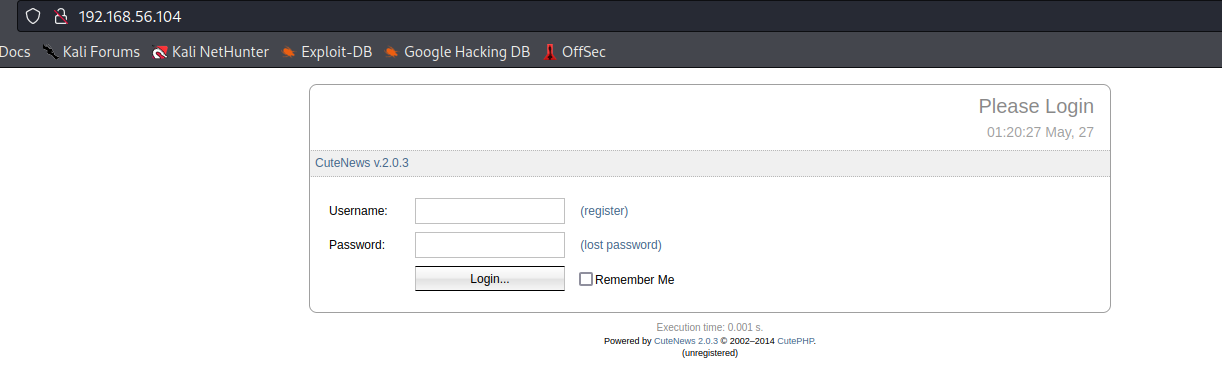 192.168.56.104
Docs Kali Forums Kali NetHunter Exploit-DB Google Hacking DB OffSec
Please Login
01:20:27 May, 27
CuteNews v.2.0.3
Username: (register)
Password: (lost password)
Login... Remember Me
Execution time: 0.001 s.
Powered by CuteNews 2.0.3 © 2002–2014 CutePHP.
(unregistered)